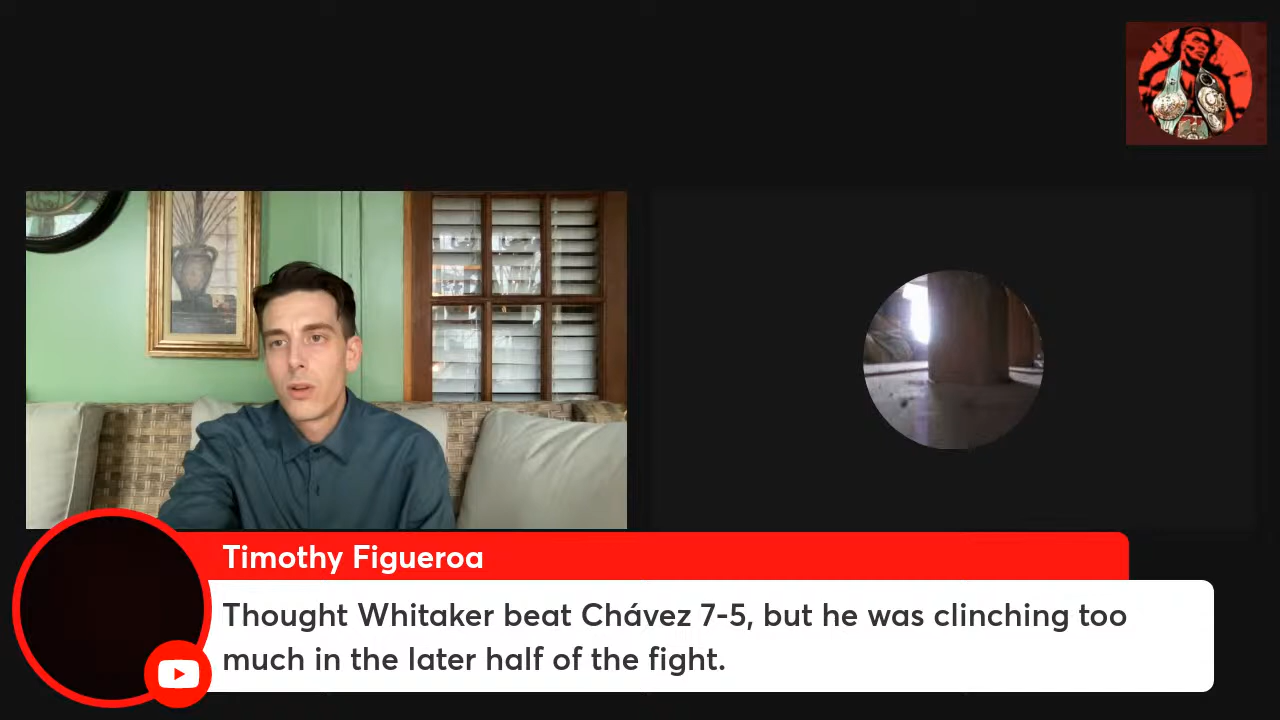 Timothy Figueroa
Thought Whitaker beat Chávez 7-5, but he was clinching too
much in the later half of the fight.